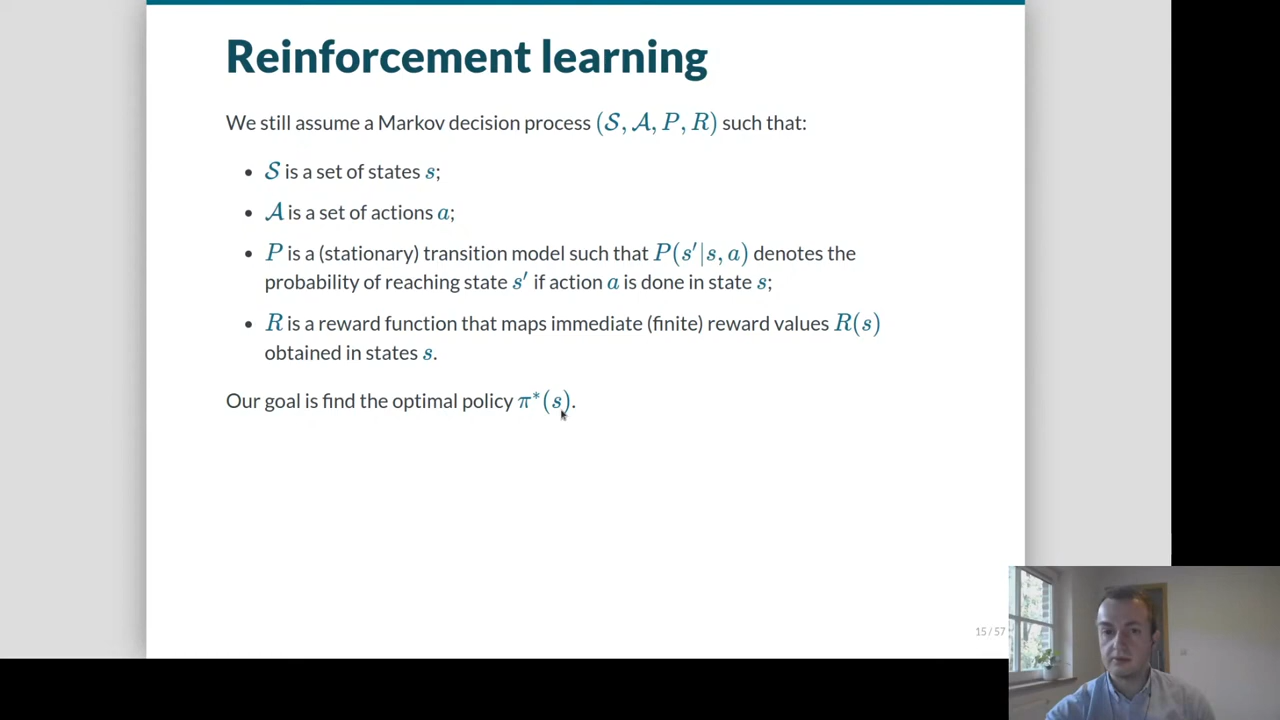 Reinforcement learning
We still assume a Markov decision process (𝒮, 𝒜, P, R) such that:
• 𝒮 is a set of states s;
• 𝒜 is a set of actions a;
• P is a (stationary) transition model such that P(s′|s, a) denotes the
probability of reaching state s′ if action a is done in state s;
• R is a reward function that maps immediate (finite) reward values R(s)
obtained in states s.
Our goal is find the optimal policy π*(s).
15 / 57